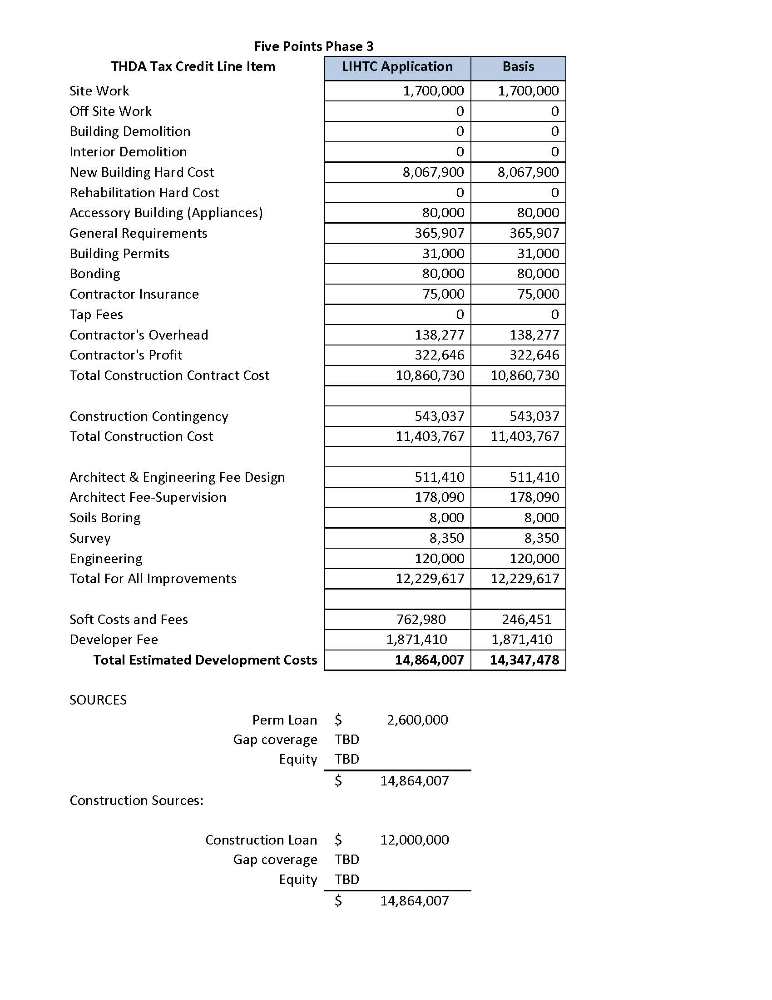 Five Points Phase 3
THDA Tax Credit Line Item LIHTC Application Basis
Site Work 1,700,000 1,700,000
Off Site Work 0 0
Building Demolition 0 0
Interior Demolition 0 0
New Building Hard Cost 8,067,900 8,067,900
Rehabilitation Hard Cost 0 0
Accessory Building (Appliances) 80,000 80,000
General Requirements 365,907 365,907
Building Permits 31,000 31,000
Bonding 80,000 80,000
Contractor Insurance 75,000 75,000
Tap Fees 0 0
Contractor's Overhead 138,277 138,277
Contractor's Profit 322,646 322,646
Total Construction Contract Cost 10,860,730 10,860,730
Construction Contingency 543,037 543,037
Total Construction Cost 11,403,767 11,403,767
Architect & Engineering Fee Design 511,410 511,410
Architect Fee-Supervision 178,090 178,090
Soils Boring 8,000 8,000
Survey 8,350 8,350
Engineering 120,000 120,000
Total For All Improvements 12,229,617 12,229,617
Soft Costs and Fees 762,980 246,451
Developer Fee 1,871,410 1,871,410
Total Estimated Development Costs 14,864,007 14,347,478
SOURCES
Perm Loan $ 2,600,000
Gap coverage TBD
Equity TBD
$ 14,864,007
Construction Sources:
Construction Loan $ 12,000,000
Gap coverage TBD
Equity TBD
$ 14,864,007